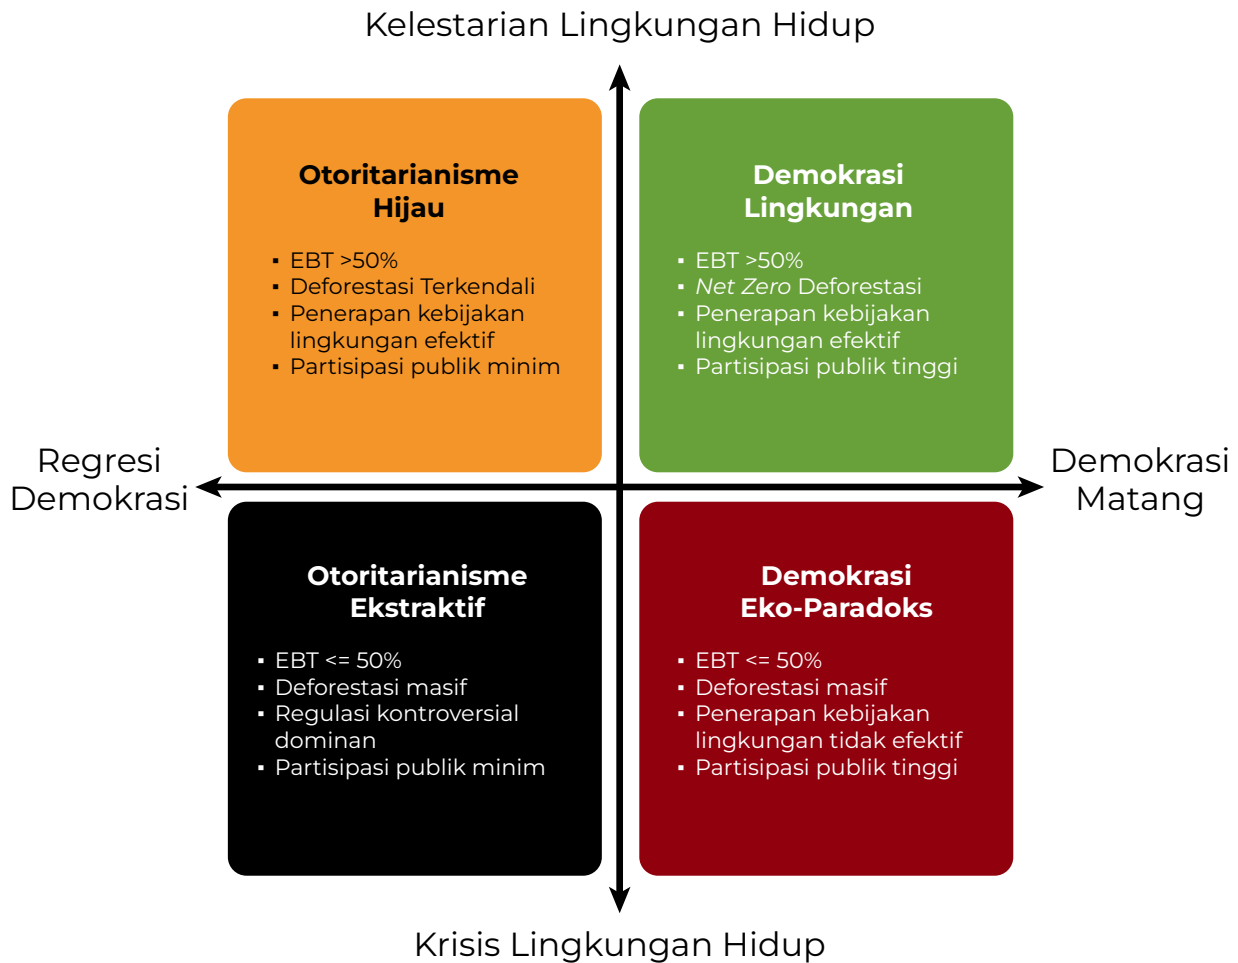 Kelestarian Lingkungan Hidup
Otoritarianisme
Hijau
▪ EBT >50%
▪ Deforestasi Terkendali
▪ Penerapan kebijakan
lingkungan efektif
▪ Partisipasi publik minim
Demokrasi
Lingkungan
▪ EBT >50%
▪ Net Zero Deforestasi
▪ Penerapan kebijakan
lingkungan efektif
▪ Partisipasi publik tinggi
Regresi
Demokrasi
Demokrasi
Matang
Otoritarianisme
Ekstraktif
▪ EBT <= 50%
▪ Deforestasi masif
▪ Regulasi kontroversial
dominan
▪ Partisipasi publik minim
Demokrasi
Eko-Paradoks
▪ EBT <= 50%
▪ Deforestasi masif
▪ Penerapan kebijakan
lingkungan tidak efektif
▪ Partisipasi publik tinggi
Krisis Lingkungan Hidup